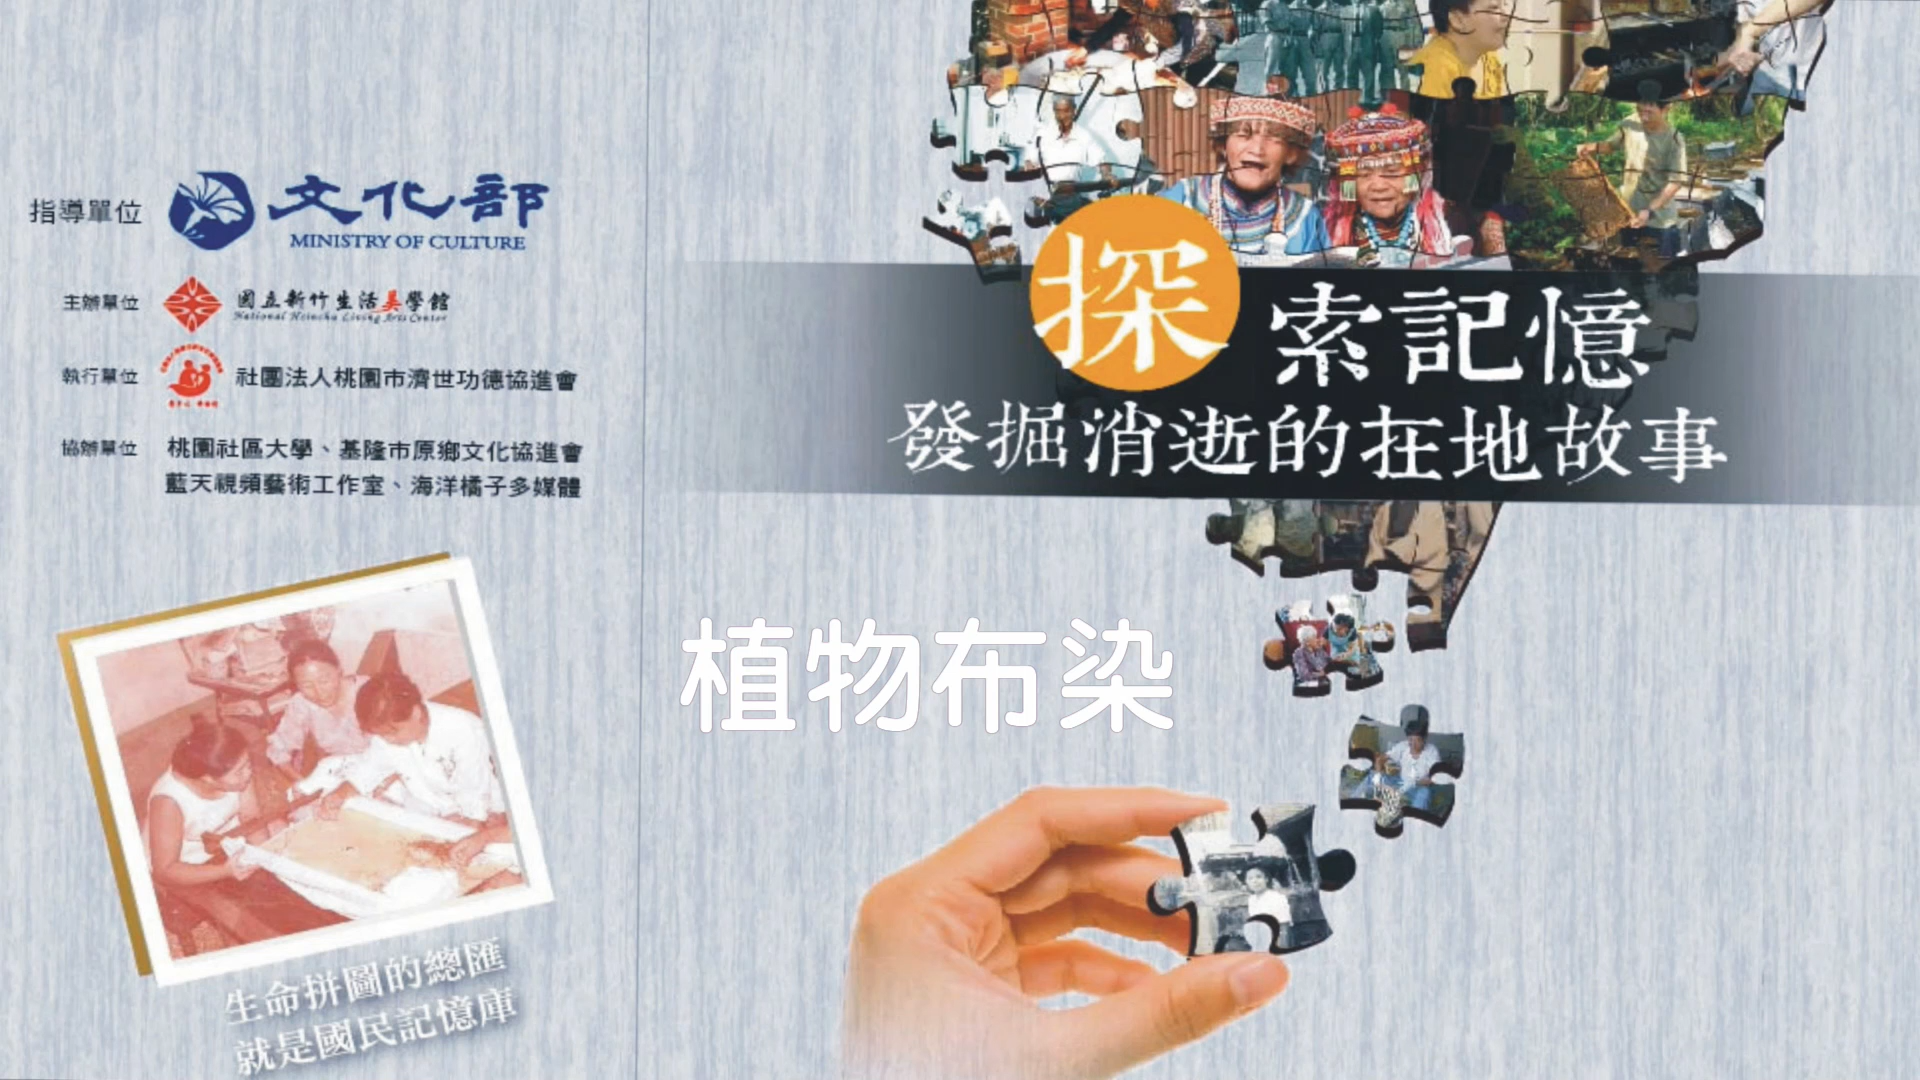 指導單位 文化部
MINISTRY OF CULTURE
主辦單位 國立新竹生活美學館
National Hsinchu Living Arts Center
執行單位 社團法人桃園市濟世功德協進會
協辦單位 桃園社區大學、基隆市原鄉文化協進會
藍天視頻藝術工作室、海洋橘子多媒體
生命拼圖的總匯
就是國民記憶庫
探索記憶
發掘消逝的在地故事
植物布染